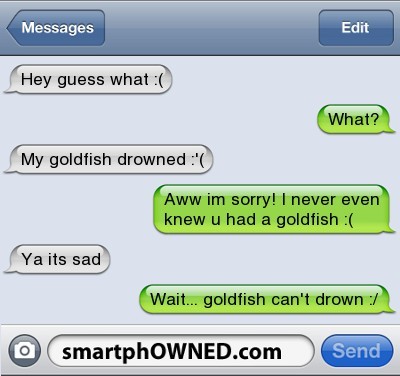 Messages
Edit
Hey guess what :(
What?
My goldfish drowned :'(
Aww im sorry! I never even
knew u had a goldfish :(
Ya its sad
Wait... goldfish can't drown :/
smartphOWNED.com
Send